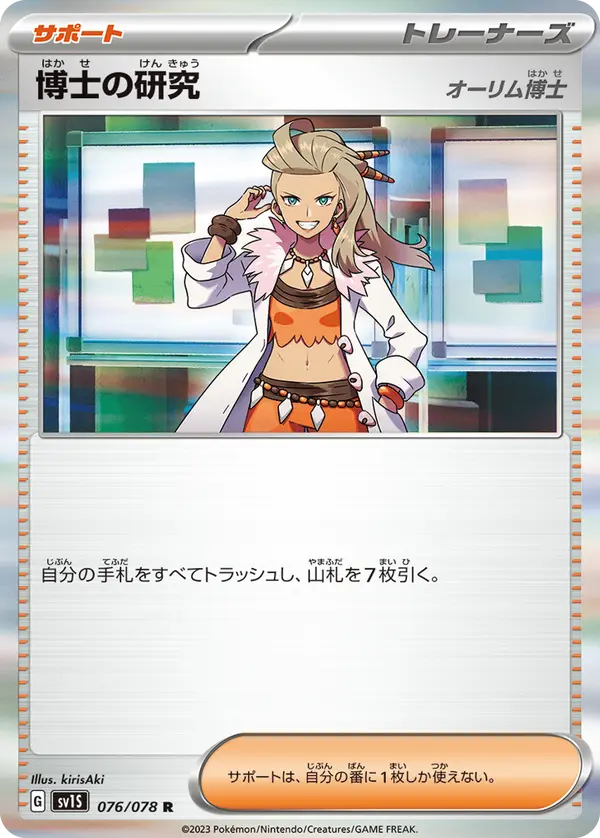 サポート トレーナーズ
はかせ けんきゅう
博士の研究
はかせ
オーリム博士
じぶん てふだ やまふだ まい ひ
自分の手札をすべてトラッシュし、山札を7枚引く。
Illus. kirisAki
じぶん ばん まい つか
サポートは、自分の番に1枚しか使えない。
G SV1S 076/078 R
©2023 Pokémon/Nintendo/Creatures/GAME FREAK.